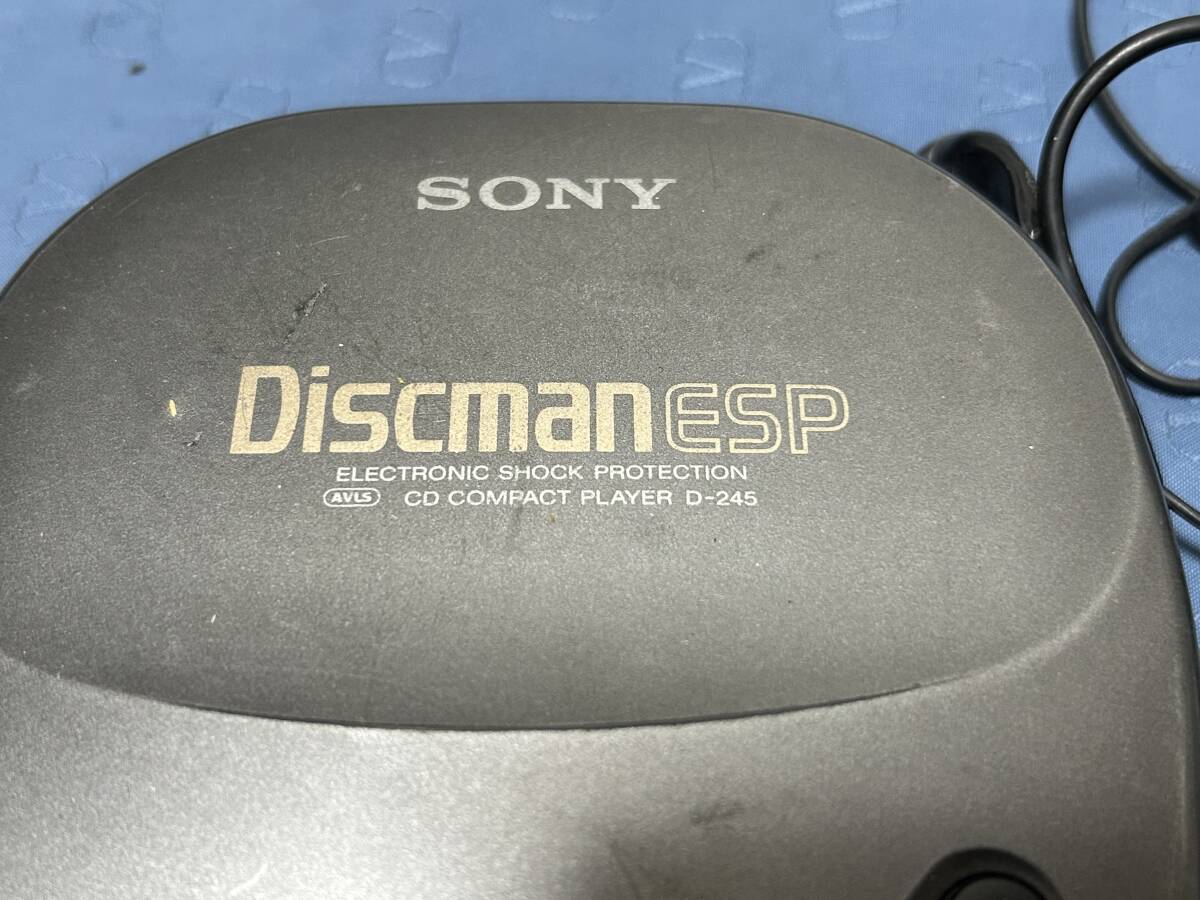 SONY
Discman ESP
ELECTRONIC SHOCK PROTECTION
AVLS CD COMPACT PLAYER D-245